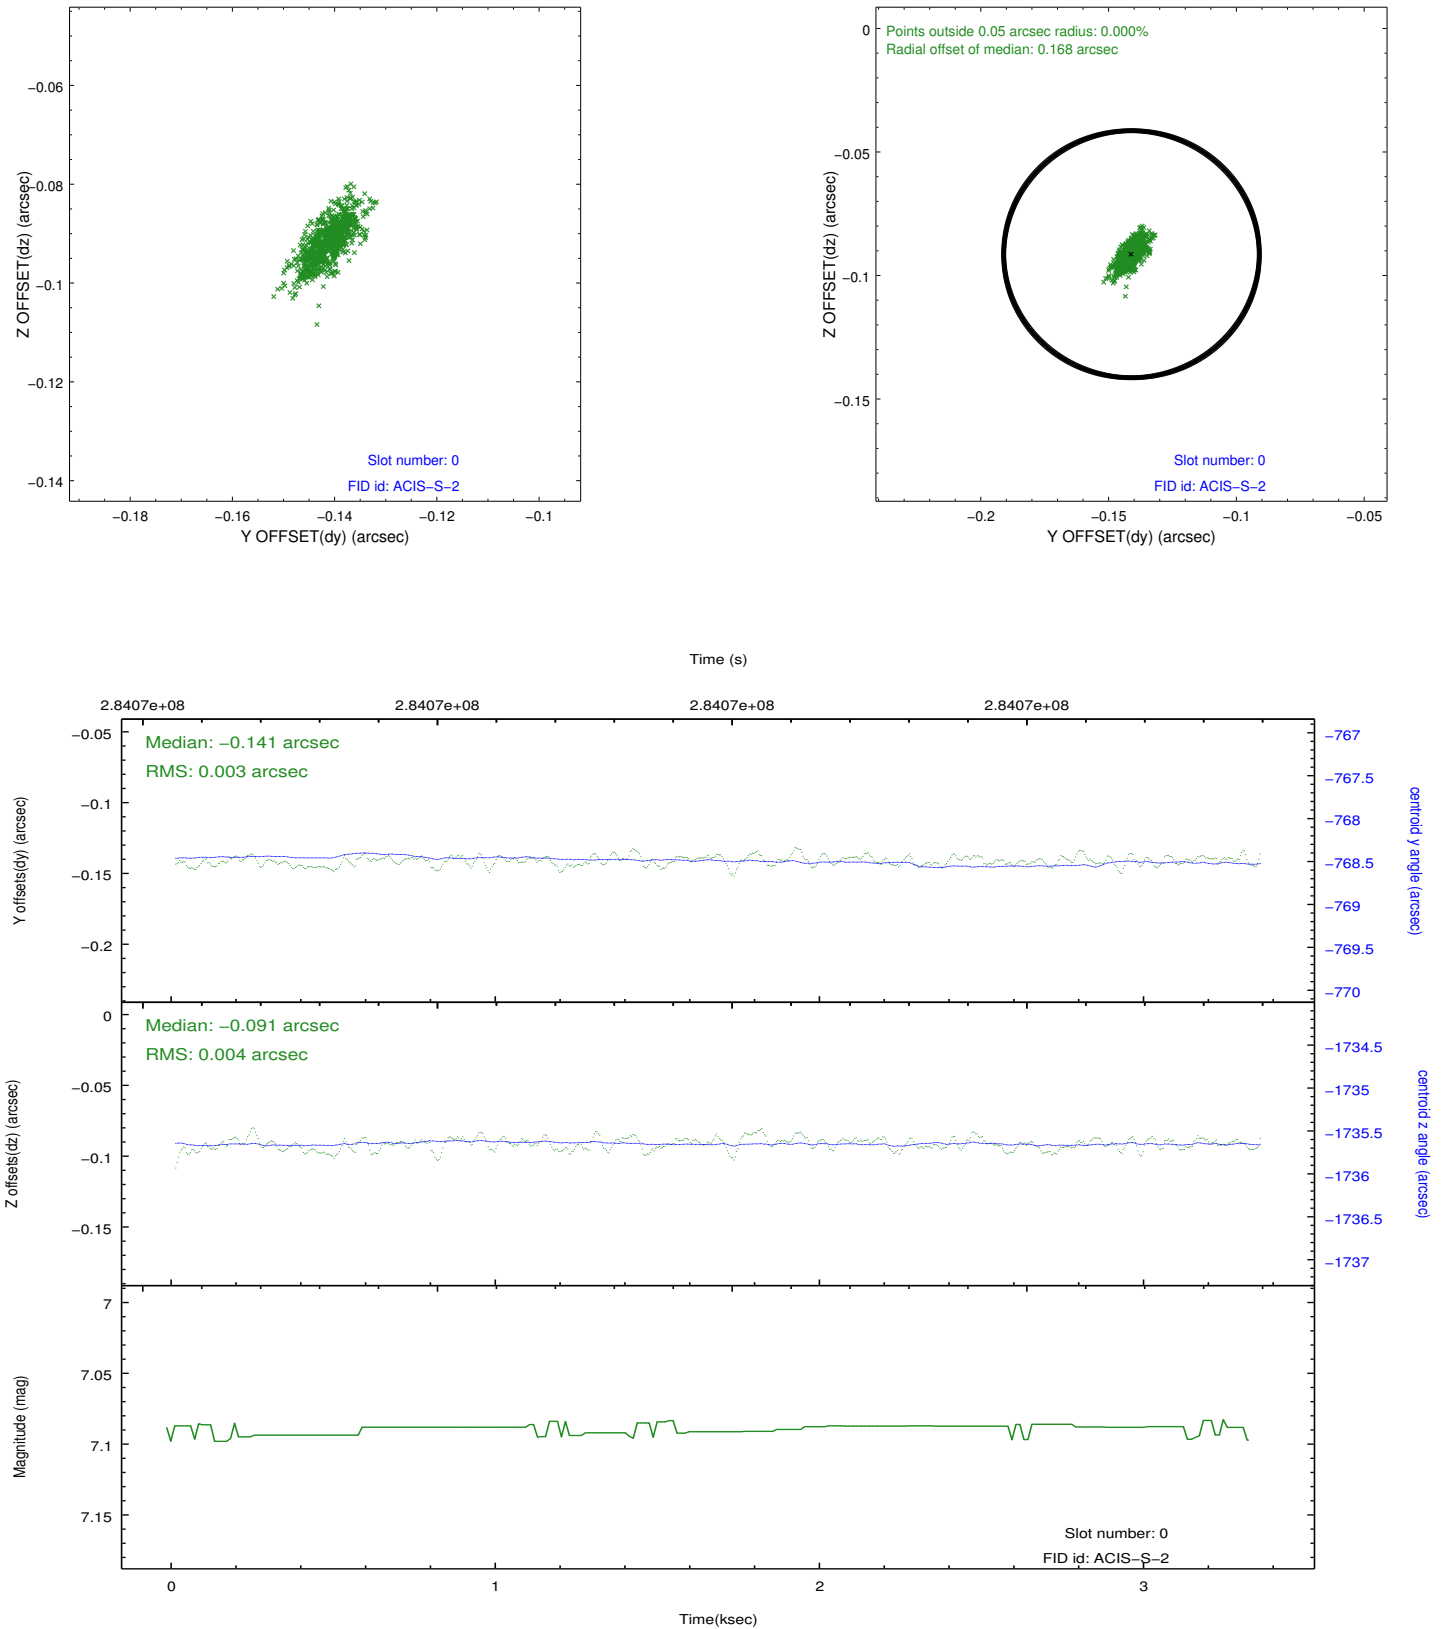 −0.06
−0.08
−0.1
−0.12
−0.14
Z OFFSET(dz) (arcsec)
Slot number: 0
FID id: ACIS−S−2
−0.18
−0.16
−0.14
−0.12
−0.1
Y OFFSET(dy) (arcsec)
Points outside 0.05 arcsec radius: 0.000%
Radial offset of median: 0.168 arcsec
0
−0.05
−0.1
−0.15
Z OFFSET(dz) (arcsec)
Slot number: 0
FID id: ACIS−S−2
−0.2
−0.15
−0.1
−0.05
Y OFFSET(dy) (arcsec)
Time (s)
2.8407e+08
2.8407e+08
2.8407e+08
2.8407e+08
Median: −0.141 arcsec
RMS: 0.003 arcsec
−0.05
−0.1
−0.15
−0.2
Y offsets(dy) (arcsec)
−767
−767.5
−768
−768.5
−769
−769.5
−770
centroid y angle (arcsec)
Median: −0.091 arcsec
RMS: 0.004 arcsec
0
−0.05
−0.1
−0.15
Z offsets(dz) (arcsec)
−1734.5
−1735
−1735.5
−1736
−1736.5
−1737
centroid z angle (arcsec)
7
7.05
7.1
7.15
Magnitude (mag)
Slot number: 0
FID id: ACIS−S−2
0
1
2
3
Time(ksec)